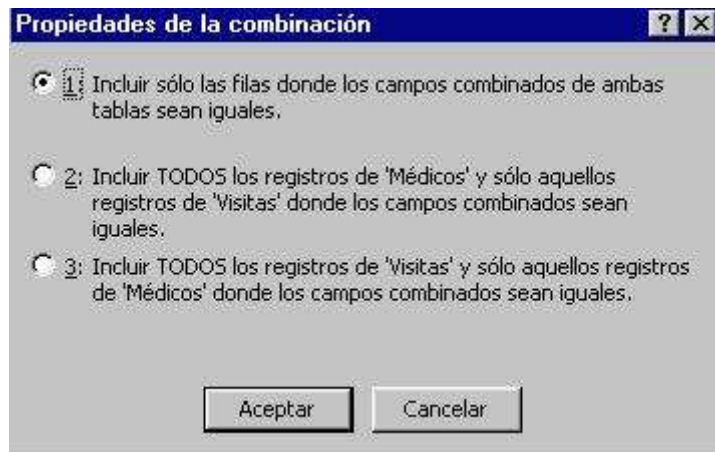 Propiedades de la combinación
1: Incluir sólo las filas donde los campos combinados de ambas
tablas sean iguales.
2: Incluir TODOS los registros de 'Médicos' y sólo aquellos
registros de 'Visitas' donde los campos combinados sean
iguales.
3: Incluir TODOS los registros de 'Visitas' y sólo aquellos registros
de 'Médicos' donde los campos combinados sean iguales.
Aceptar Cancelar